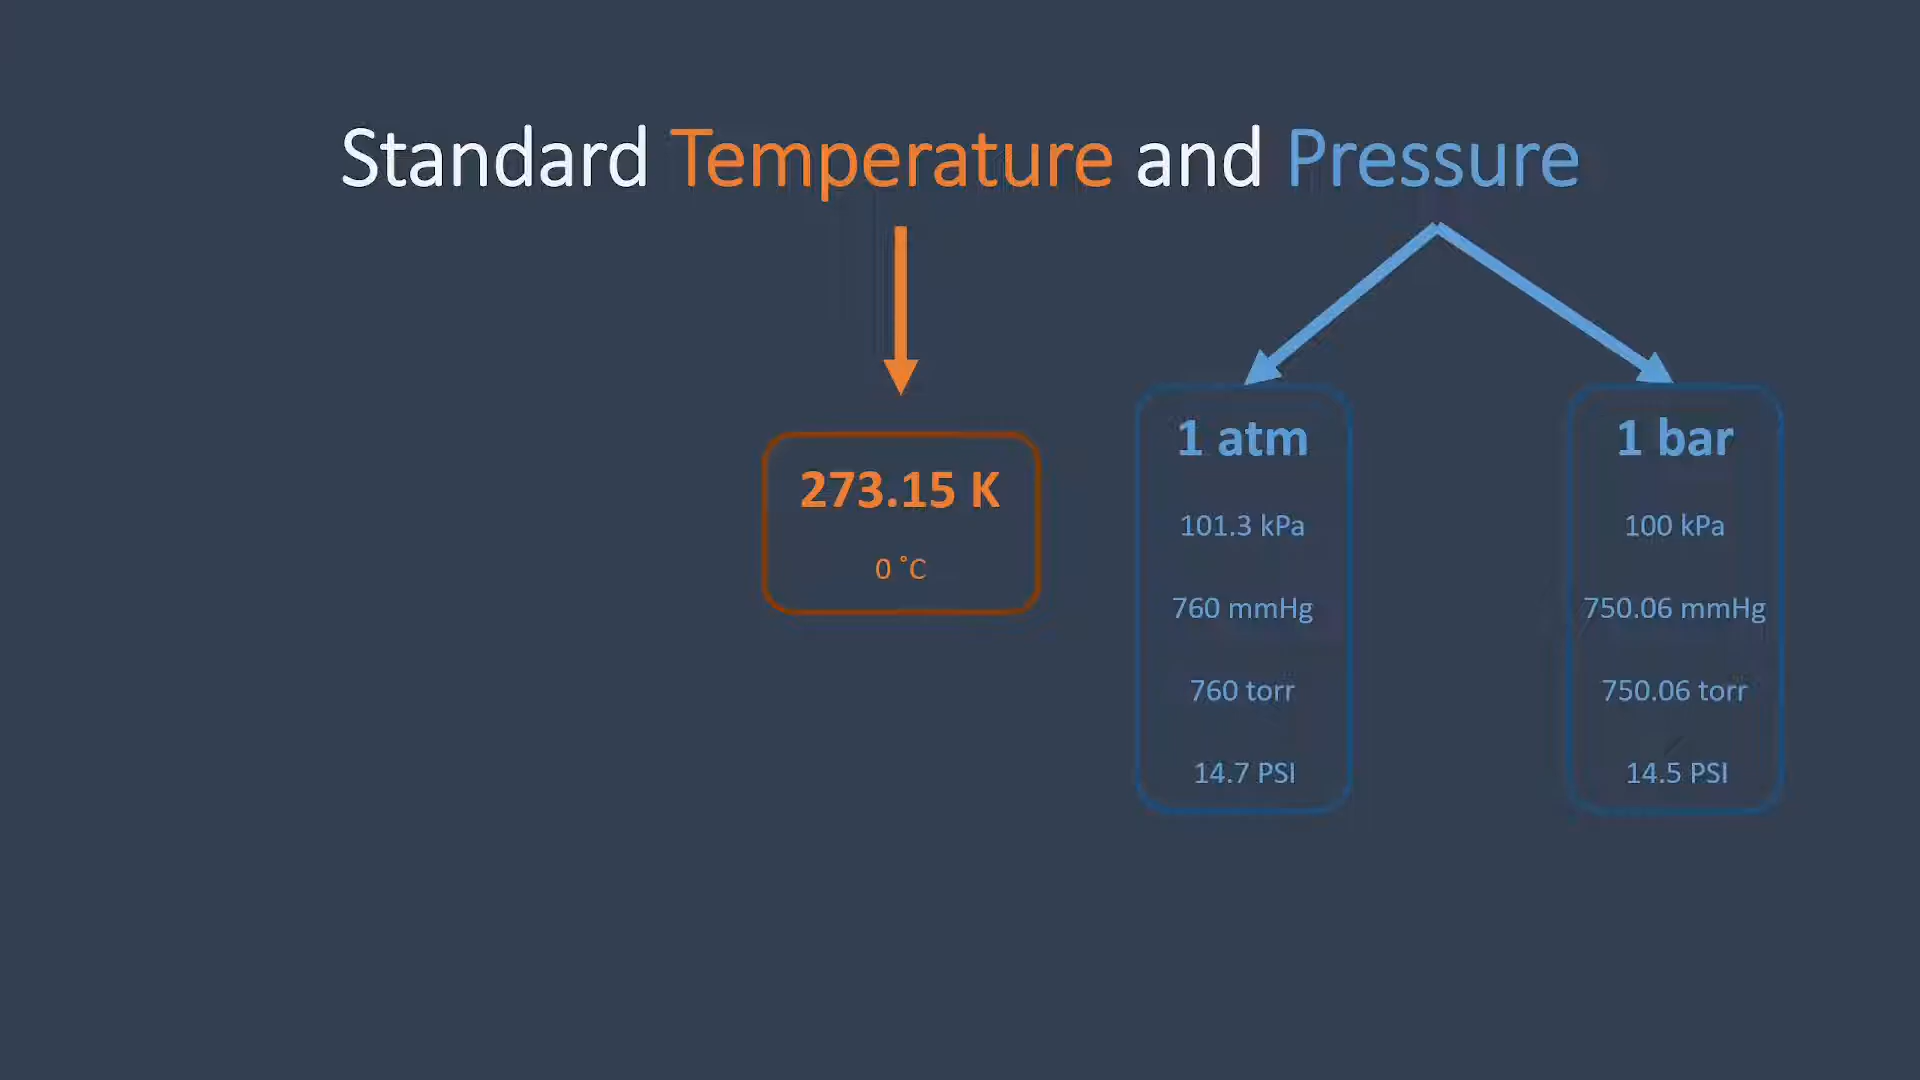 Standard Temperature and Pressure
273.15 K
0 ˚C
1 atm
101.3 kPa
760 mmHg
760 torr
14.7 PSI
1 bar
100 kPa
750.06 mmHg
750.06 torr
14.5 PSI